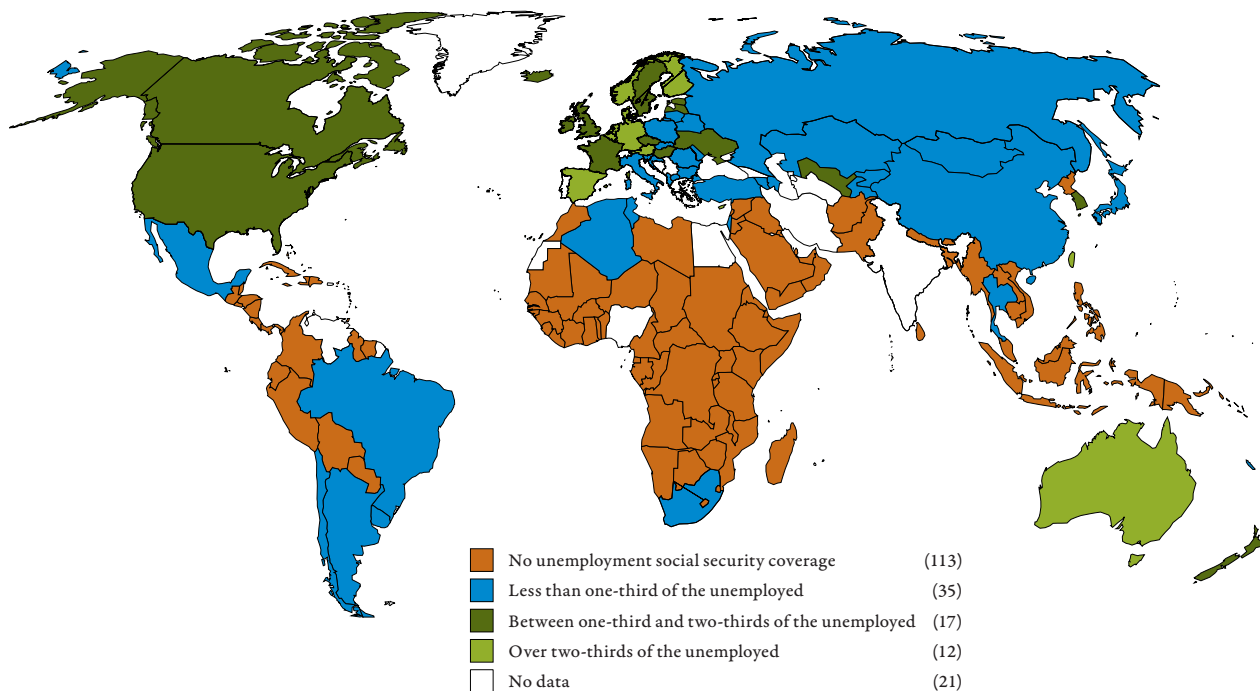 No unemployment social security coverage (113)
Less than one-third of the unemployed (35)
Between one-third and two-thirds of the unemployed (17)
Over two-thirds of the unemployed (12)
No data (21)